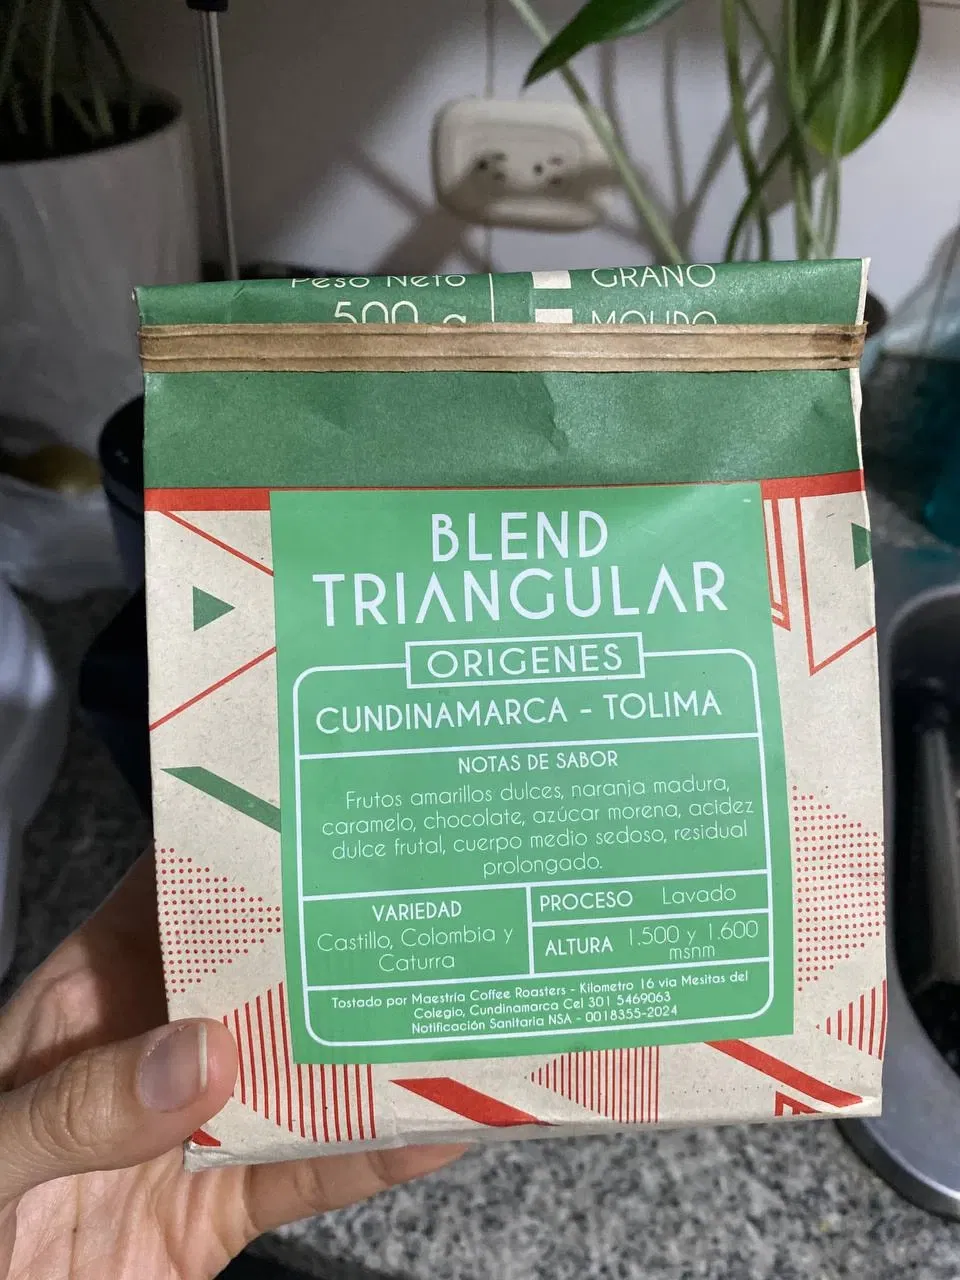 Peso Neto
500 g
GRANO
MOLIDO
BLEND
TRIANGULAR
ORIGENES
CUNDINAMARCA - TOLIMA
NOTAS DE SABOR
Frutos amarillos dulces, naranja madura,
caramelo, chocolate, azúcar morena, acidez
dulce frutal, cuerpo medio sedoso, residual
prolongado.
VARIEDAD
Castillo, Colombia y
Caturra
PROCESO Lavado
ALTURA 1.500 y 1.600
msnm
Tostado por Maestría Coffee Roasters - Kilometro 16 via Mesitas del
Colegio, Cundinamarca Cel 301 5469063
Notificación Sanitaria NSA - 0018355-2024